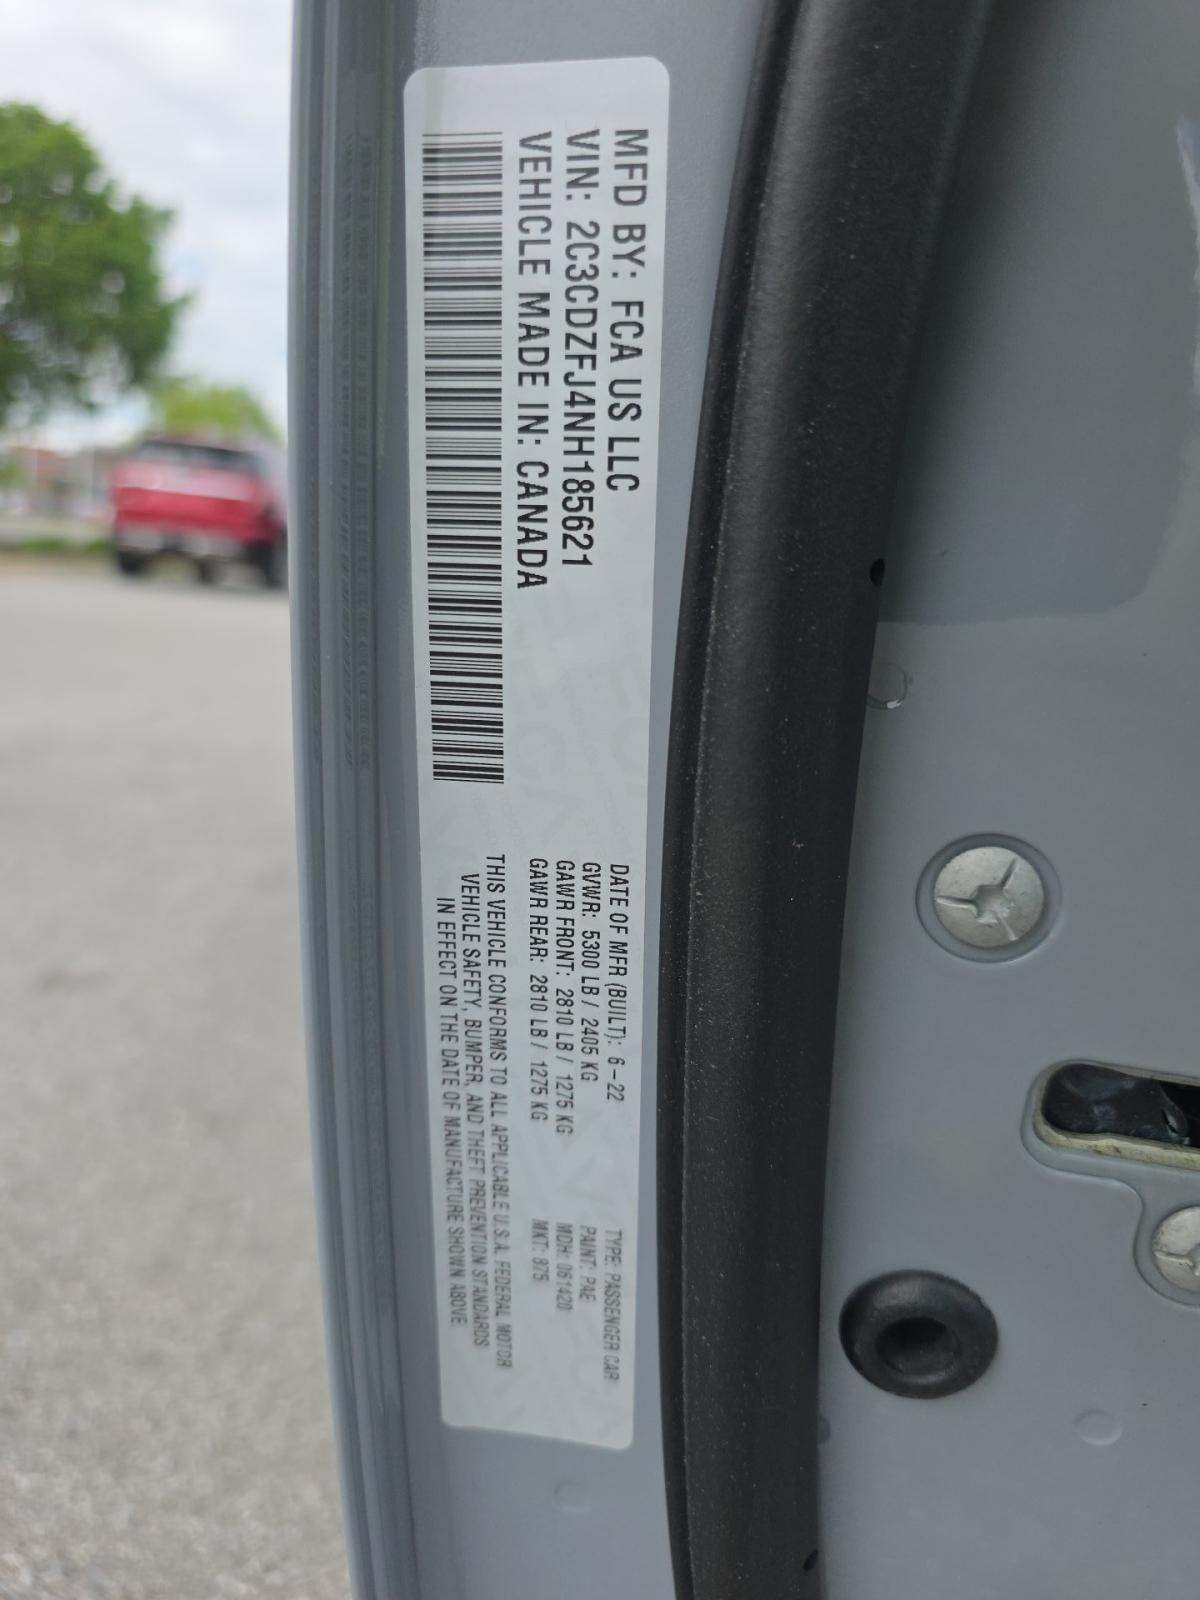 MFD BY: FCA US LLC
VIN: 2C3CDZFJ4NH185621
VEHICLE MADE IN: CANADA
DATE OF MFR (BUILT): 6-22
GVWR: 5300 LB / 2405 KG
GAWR FRONT: 2810 LB / 1275 KG
GAWR REAR: 2810 LB / 1275 KG
TYPE: PASSENGER CAR
PAINT: PAE
MDH: 061420
MKT: 875
THIS VEHICLE CONFORMS TO ALL APPLICABLE U.S.A. FEDERAL MOTOR
VEHICLE SAFETY, BUMPER, AND THEFT PREVENTION STANDARDS
IN EFFECT ON THE DATE OF MANUFACTURE SHOWN ABOVE.